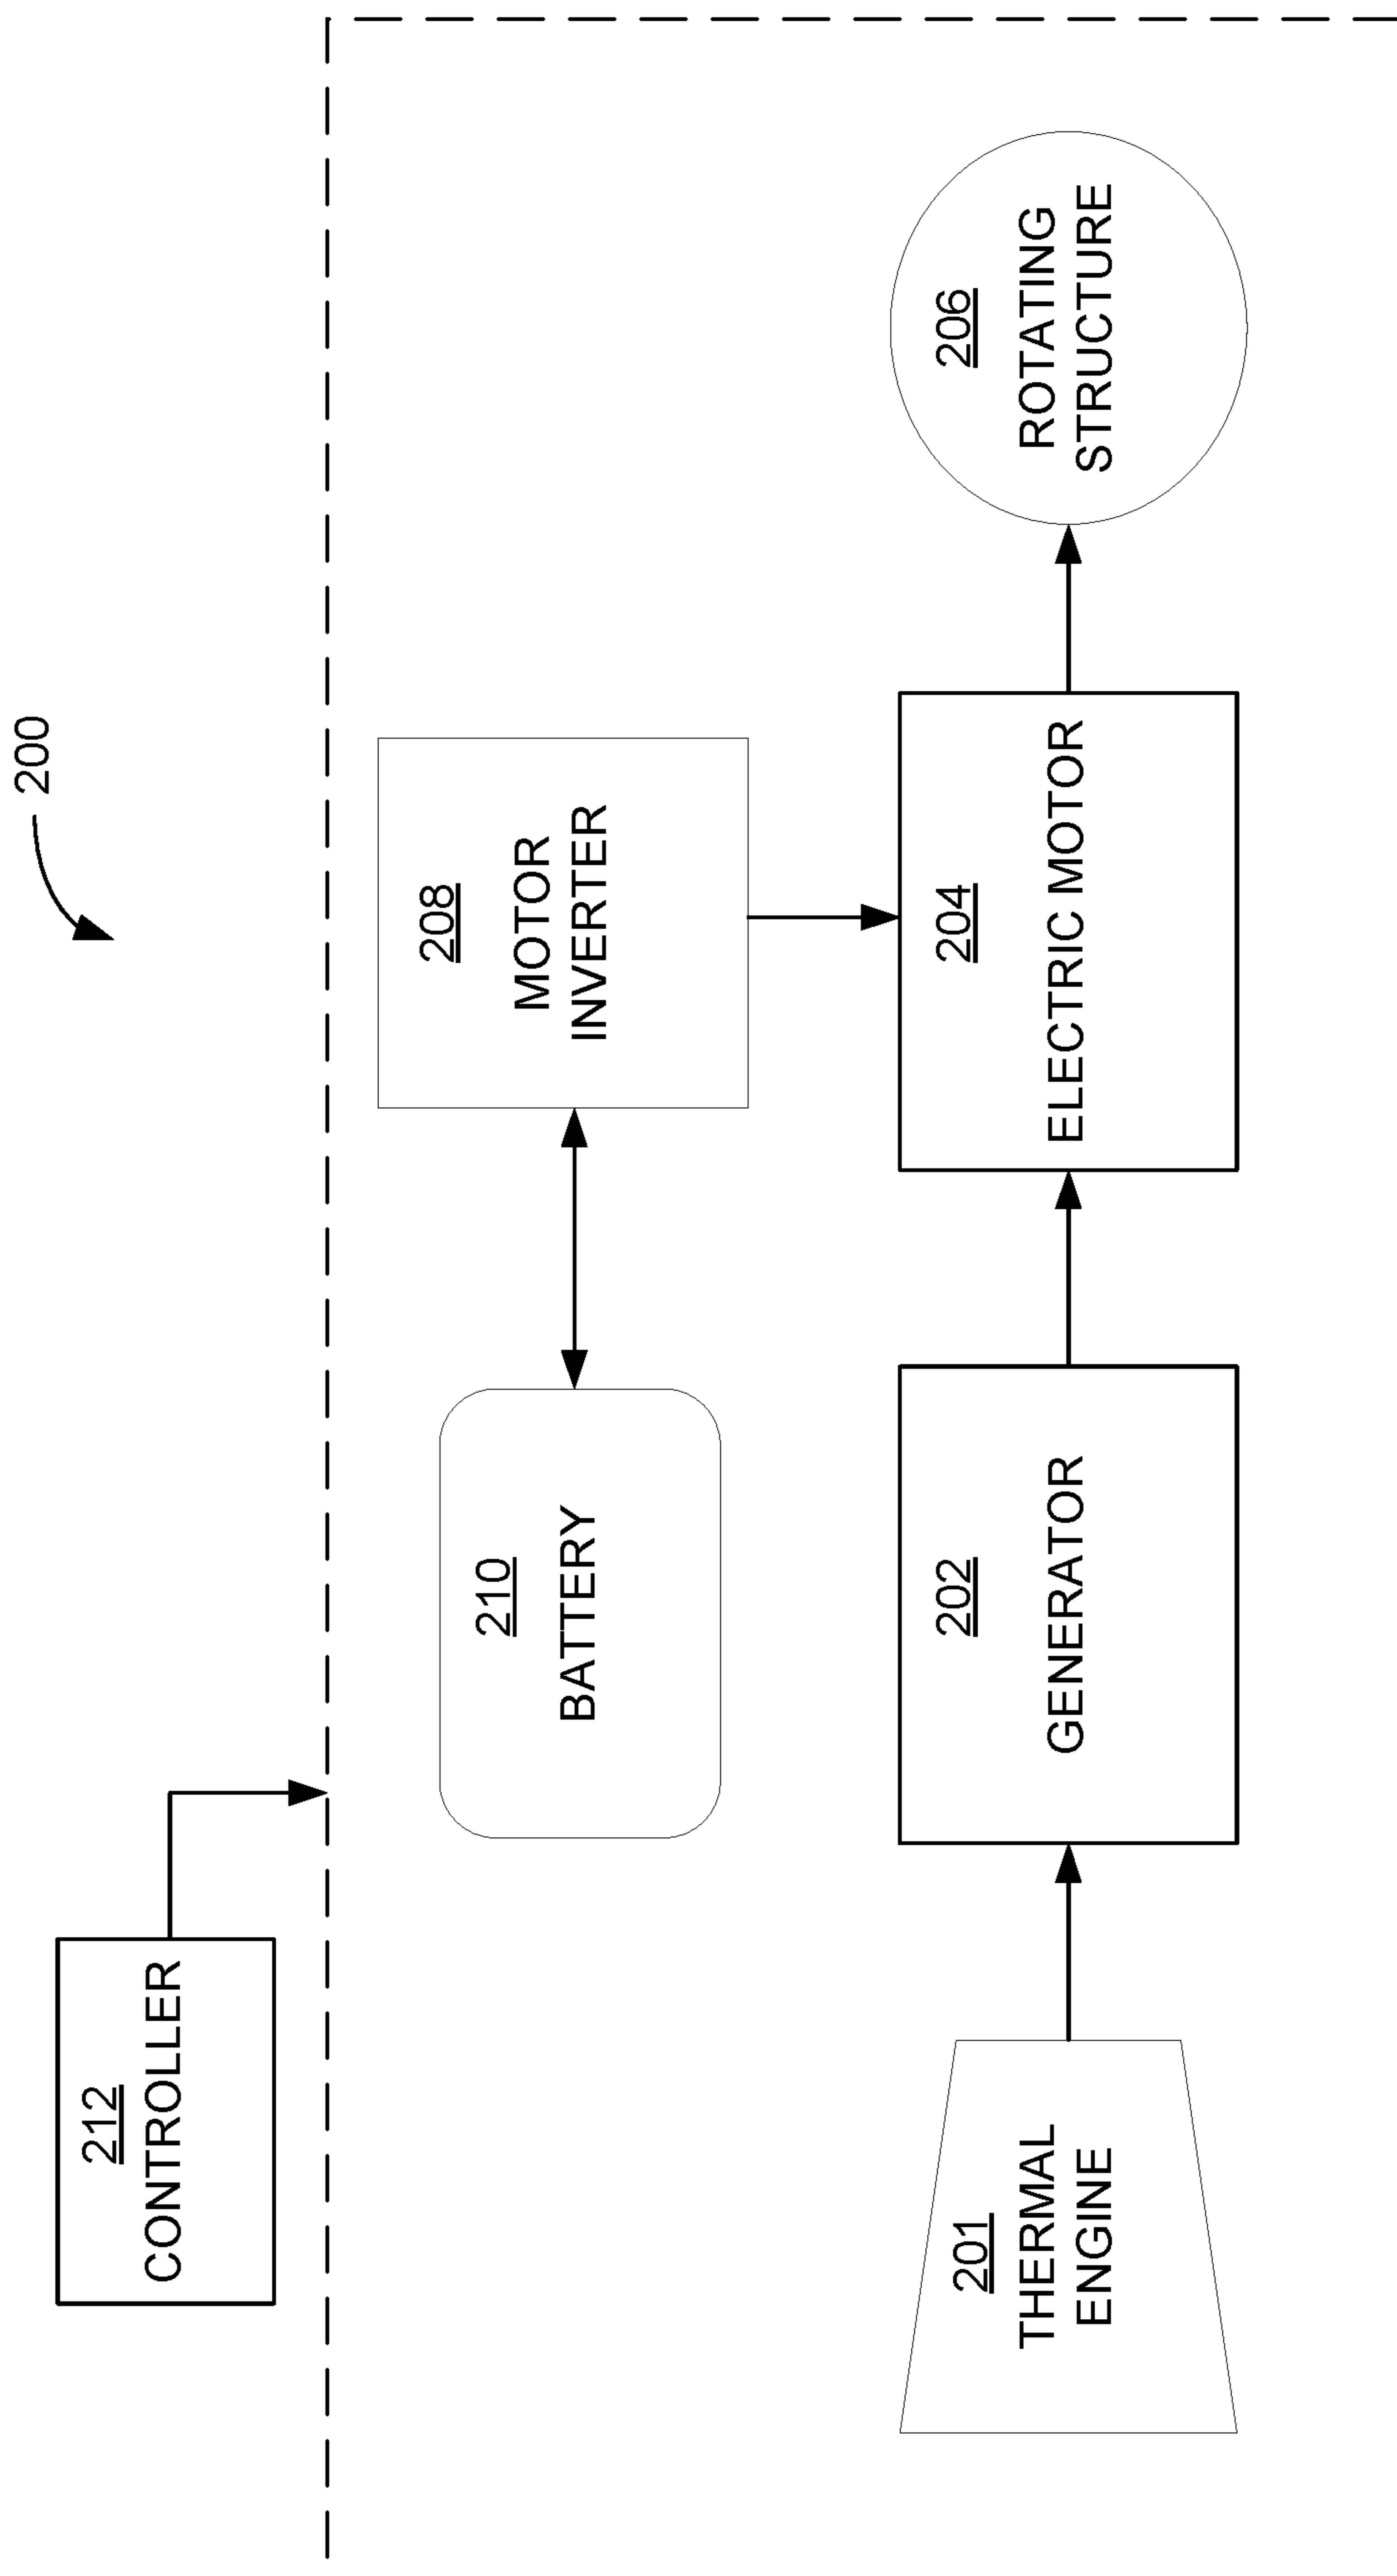 200
212
CONTROLLER
210
BATTERY
208
MOTOR
INVERTER
201
THERMAL
ENGINE
202
GENERATOR
204
ELECTRIC MOTOR
206
ROTATING
STRUCTURE